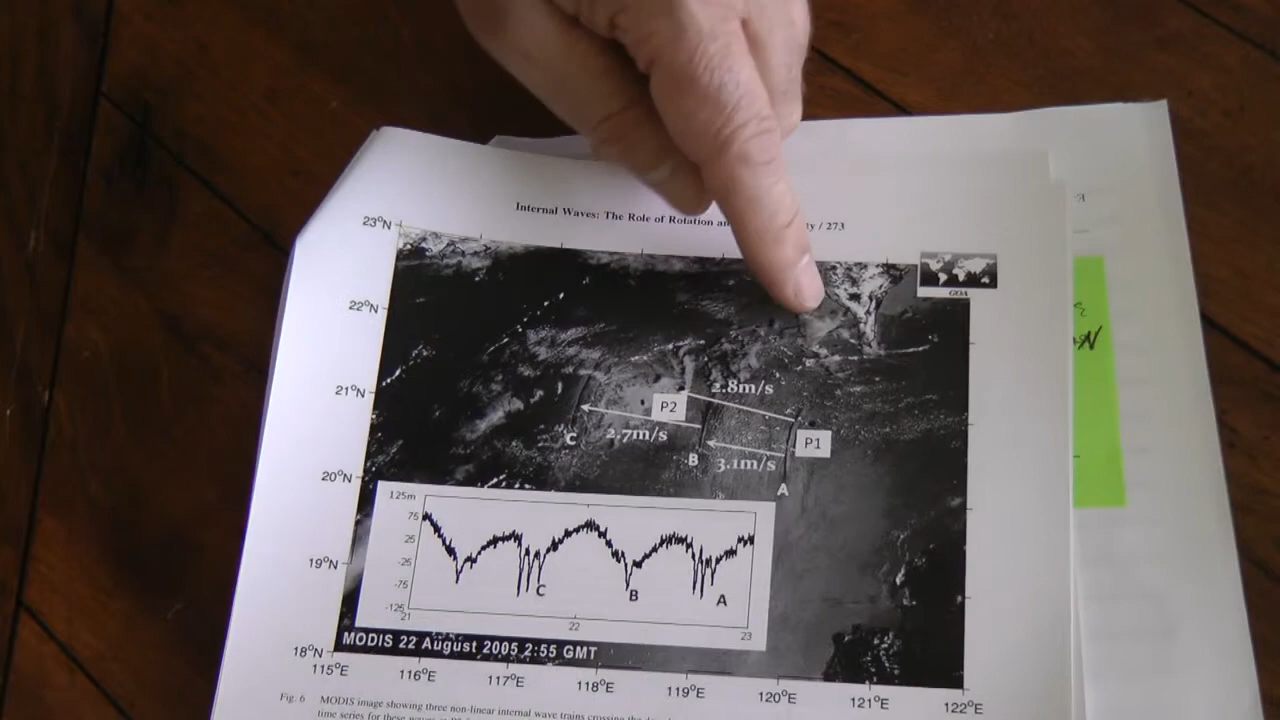 Internal Waves: The Role of Rotation an y / 273
23°N
22°N
21°N
20°N
19°N
18°N
GDA
2.8m/s
P2
P1
C
2.7m/s
B
3.1m/s
A
125m
75
25
-25
-75
-125
C
B
A
21
22
23
MODIS 22 August 2005 2:55 GMT
115°E
116°E
117°E
118°E
119°E
120°E
121°E
122°E
Fig. 6 MODIS image showing three non-linear internal wave trains crossing the
time series for these waves